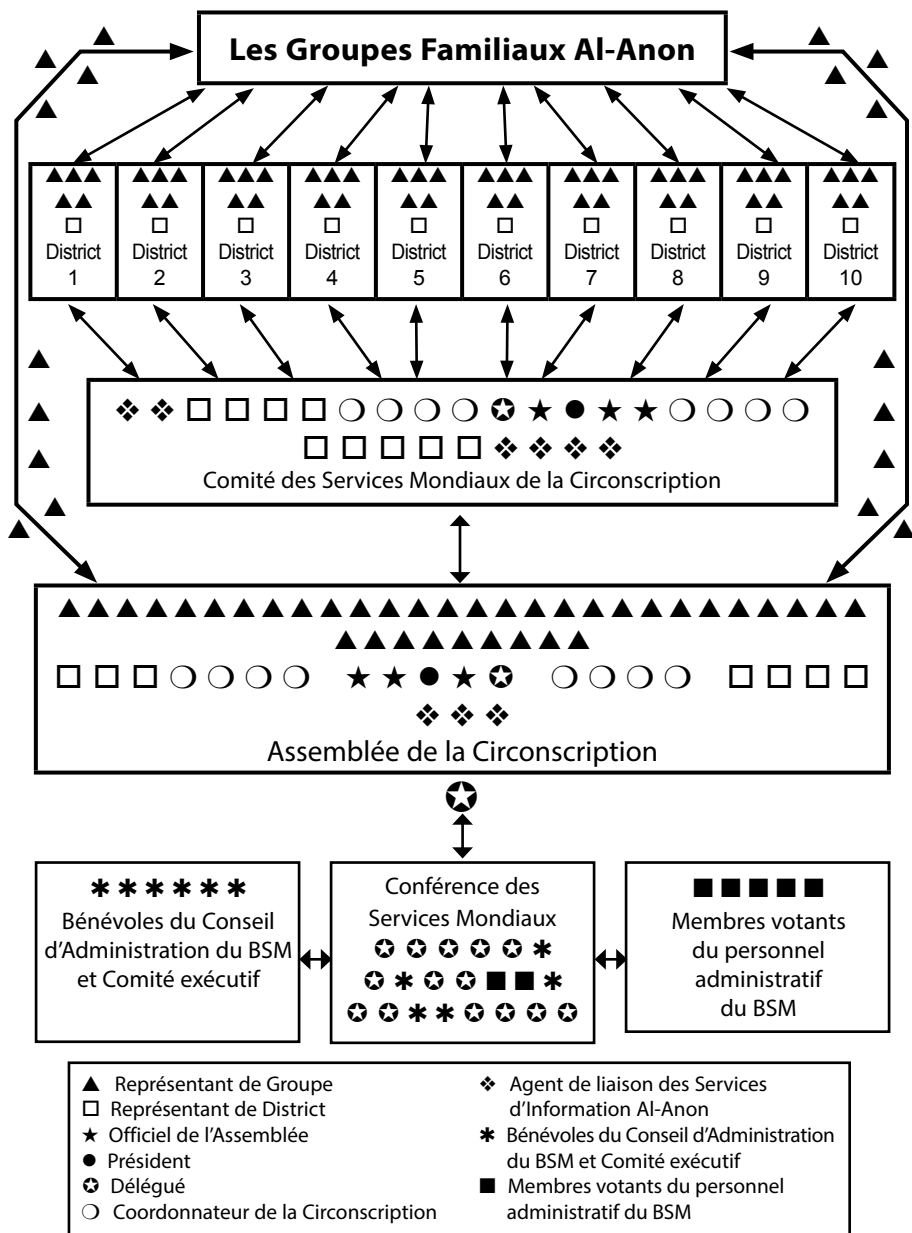 Les Groupes Familiaux Al-Anon
District
1
District
2
District
3
District
4
District
5
District
6
District
7
District
8
District
9
District
10
Comité des Services Mondiaux de la Circonscription
Assemblée de la Circonscription
Bénévoles du Conseil
d’Administration du BSM
et Comité exécutif
Conférence des
Services Mondiaux
Membres votants
du personnel
administratif
du BSM
Représentant de Groupe
Représentant de District
Officiel de l’Assemblée
Président
Délégué
Coordonnateur de la Circonscription
Agent de liaison des Services
d’Information Al-Anon
Bénévoles du Conseil d’Administration
du BSM et Comité exécutif
Membres votants du personnel
administratif du BSM